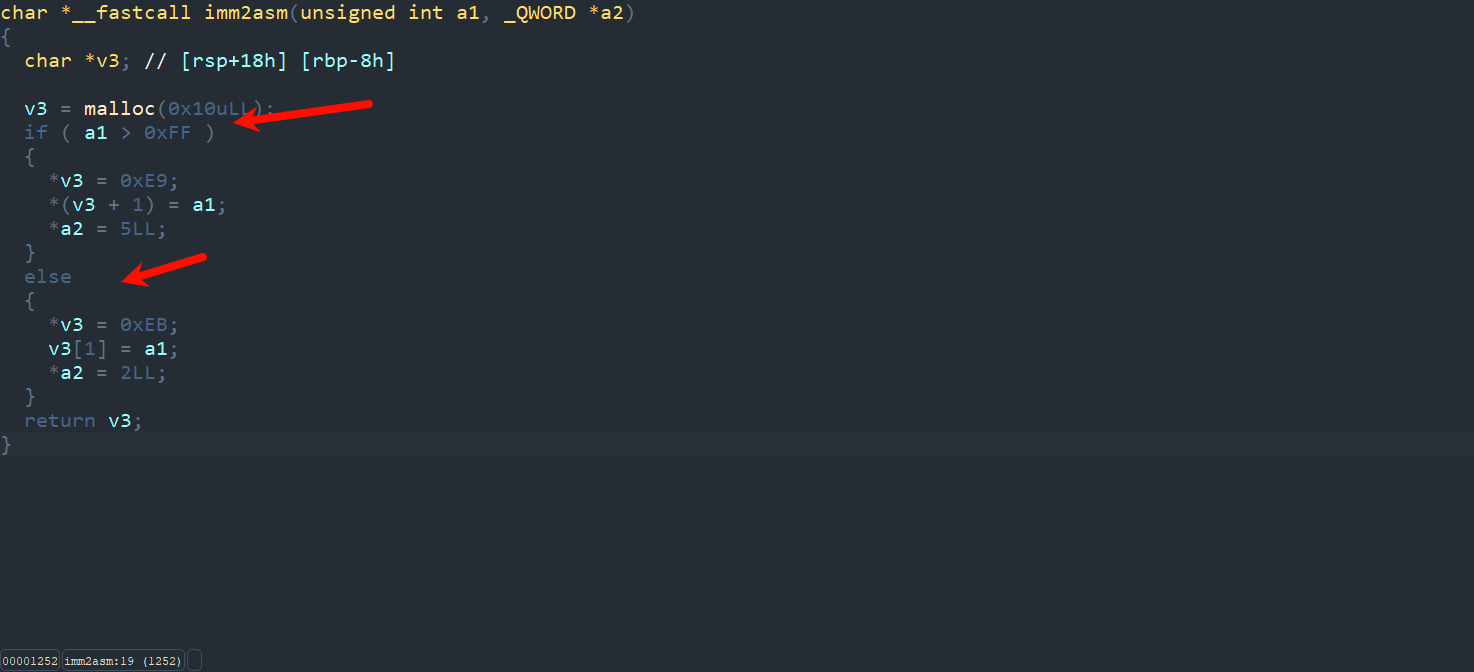 char *__fastcall imm2asm(unsigned int a1, _QWORD *a2)
{
  char *v3; // [rsp+18h] [rbp-8h]

  v3 = malloc(0x10uLL);
  if ( a1 > 0xFF )
  {
    *v3 = 0xE9;
    *(v3 + 1) = a1;
    *a2 = 5LL;
  }
  else
  {
    *v3 = 0xEB;
    v3[1] = a1;
    *a2 = 2LL;
  }
  return v3;
}
00001252 imm2asm:19 (1252)